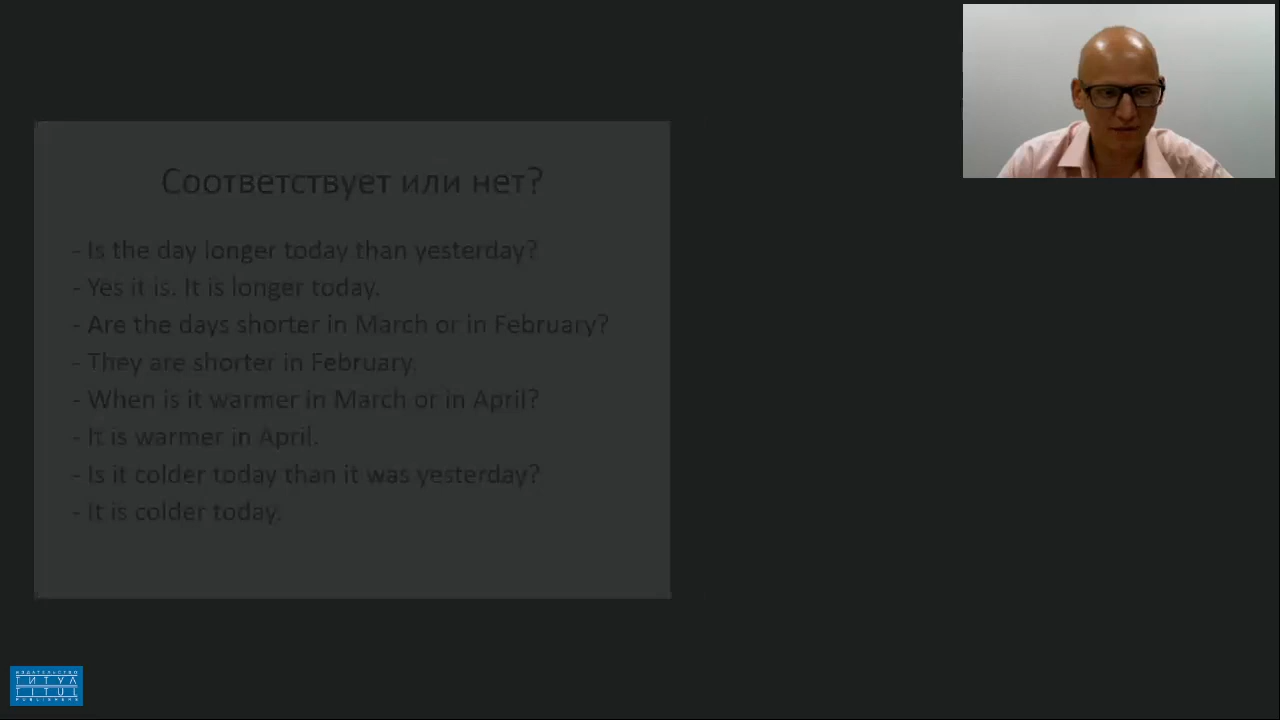 Соответствует или нет?
- Is the day longer today than yesterday?
- Yes it is. It is longer today.
- Are the days shorter in March or in February?
- They are shorter in February.
- When is it warmer in March or in April?
- It is warmer in April.
- Is it colder today than it was yesterday?
- It is colder today.
ИЗДАТЕЛЬСТВО
ТИТУЛ
TITUL
PUBLISHERS